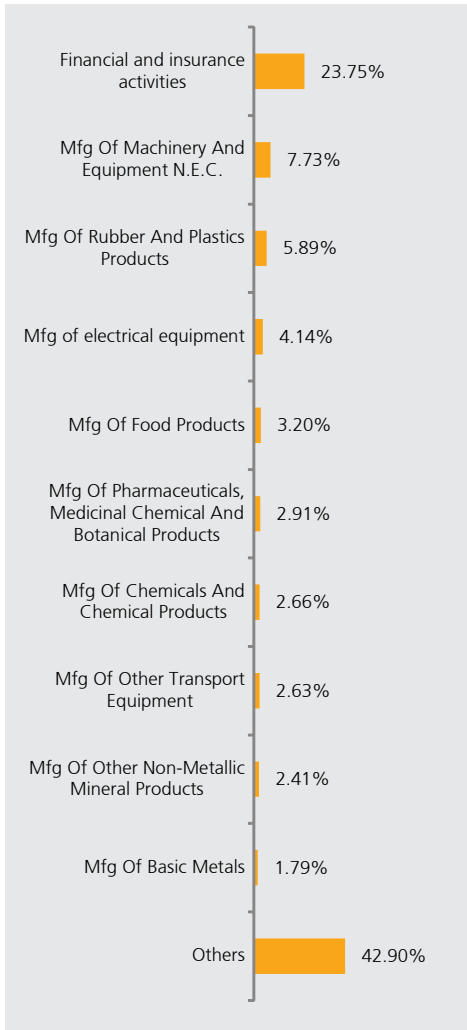 Financial and insurance
activities
23.75%
Mfg Of Machinery And
Equipment N.E.C.
7.73%
Mfg Of Rubber And Plastics
Products
5.89%
Mfg of electrical equipment
4.14%
Mfg Of Food Products
3.20%
Mfg Of Pharmaceuticals,
Medicinal Chemical And
Botanical Products
2.91%
Mfg Of Chemicals And
Chemical Products
2.66%
Mfg Of Other Transport
Equipment
2.63%
Mfg Of Other Non-Metallic
Mineral Products
2.41%
Mfg Of Basic Metals
1.79%
Others
42.90%